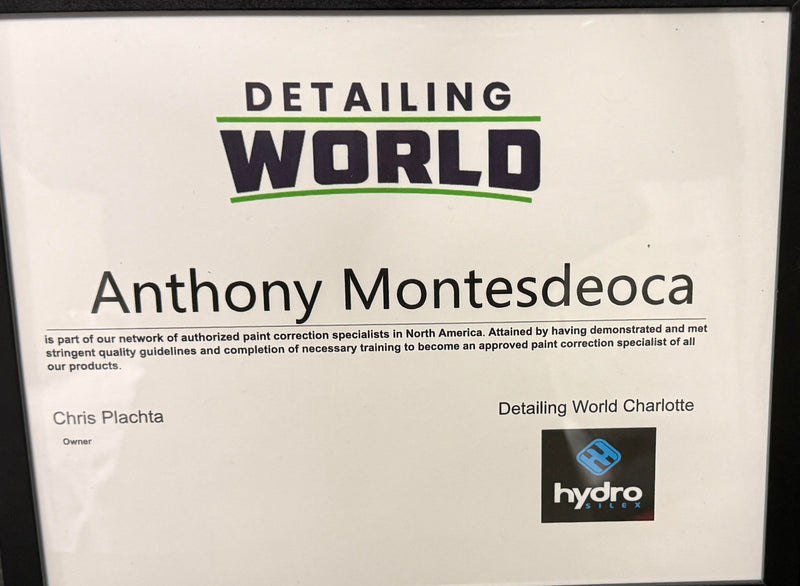 DETAILING
WORLD
Anthony Montesdeoca
is part of our network of authorized paint correction specialists in North America. Attained by having demonstrated and met
stringent quality guidelines and completion of necessary training to become an approved paint correction specialist of all
our products.
Chris Plachta
Owner
Detailing World Charlotte
hydro
SILEX